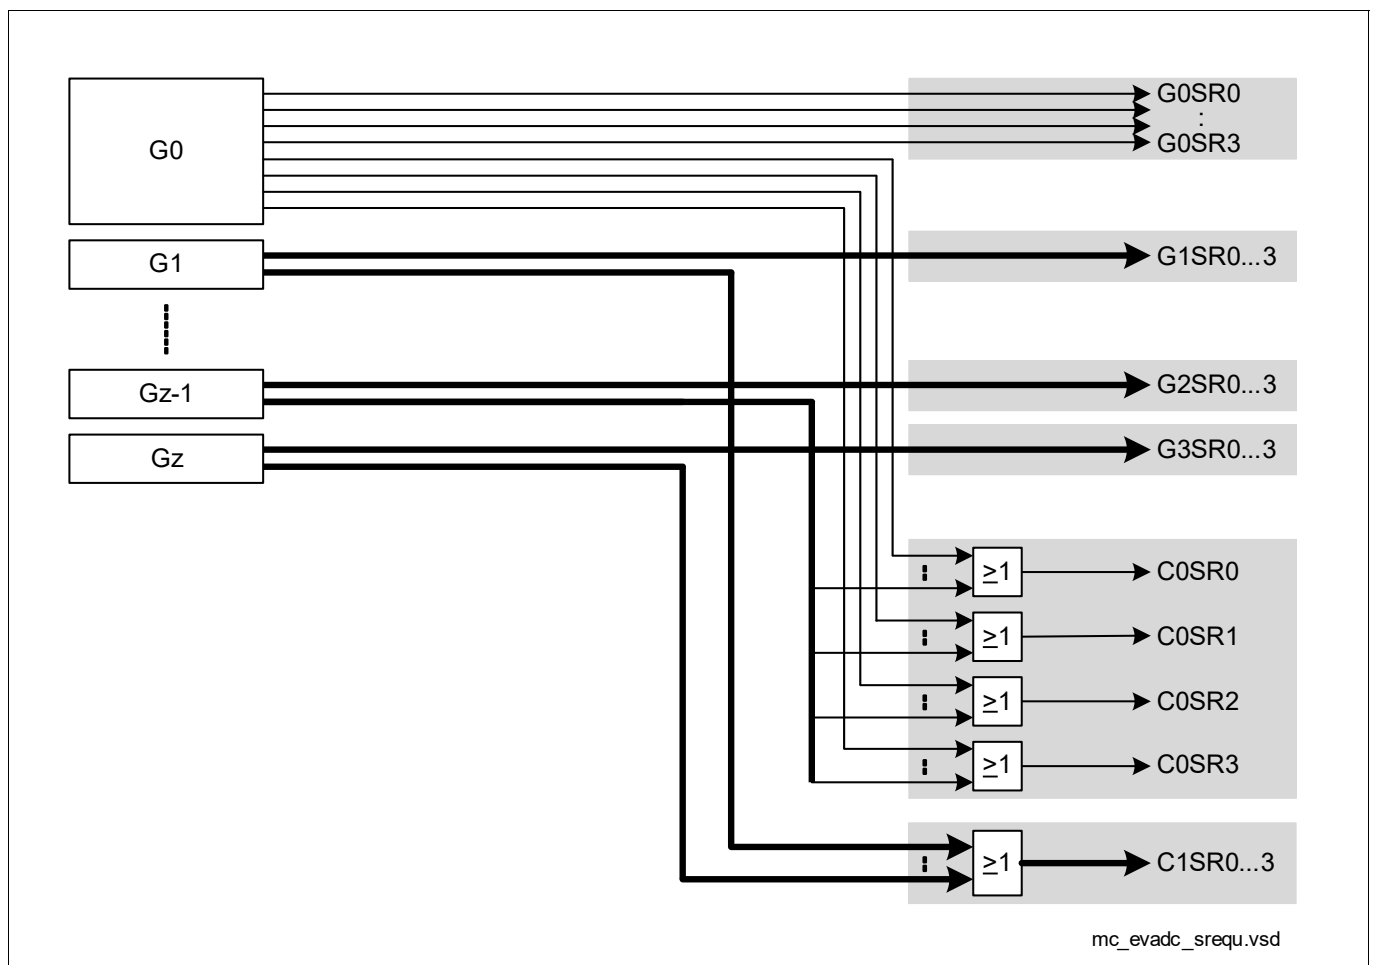 G0
G0SR0
:
G0SR3
G1
G1SR0...3
Gz-1
G2SR0...3
Gz
G3SR0...3
≥1
C0SR0
≥1
C0SR1
≥1
C0SR2
≥1
C0SR3
≥1
C1SR0...3
mc_evadc_srequ.vsd